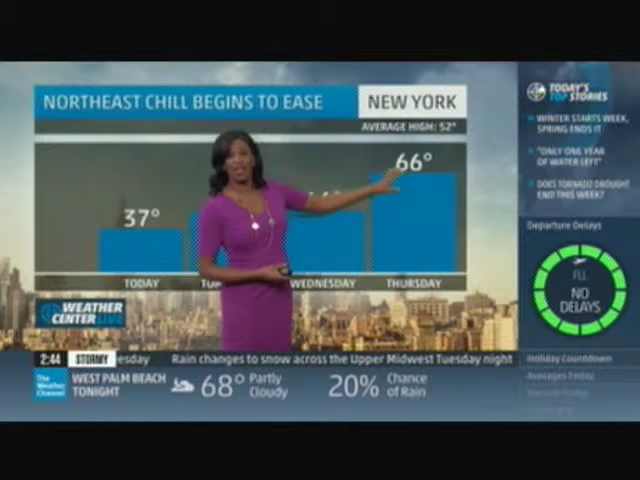 NORTHEAST CHILL BEGINS TO EASE
NEW YORK
AVERAGE HIGH: 52°
37°
66°
TODAY
WEDNESDAY
THURSDAY
WEATHER
CENTER LIVE
TODAY'S
TOP STORIES
WINTER STARTS WEEK,
SPRING ENDS IT
"ONLY ONE YEAR
OF WATER LEFT"
DOES TORNADO DROUGHT
END THIS WEEK?
Departure Delays
FLL
NO
DELAYS
Holiday Countdown
Averages Today
2:44
STORMY
esday
Rain changes to snow across the Upper Midwest Tuesday night
The
Weather
Channel
WEST PALM BEACH
TONIGHT
68°
Partly
Cloudy
20%
Chance
of Rain